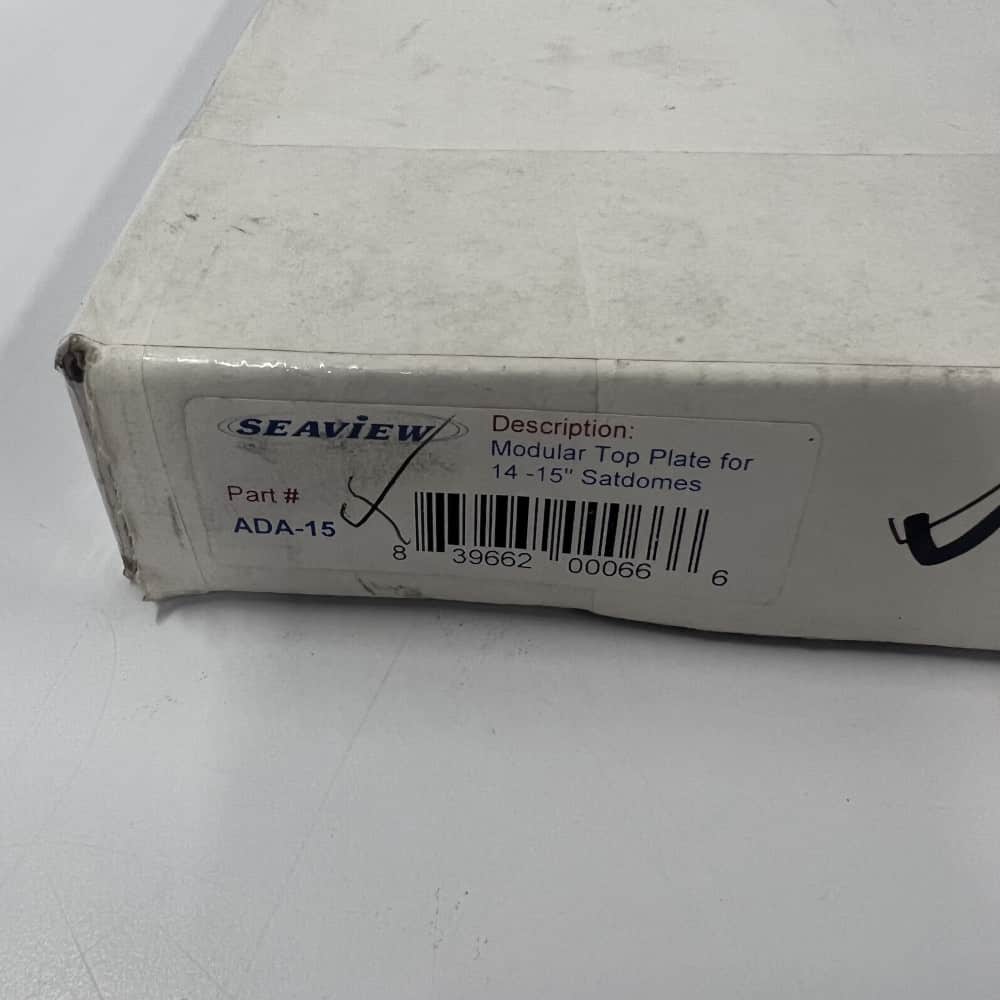 SEAViEW
Part #
ADA-15
Description:
Modular Top Plate for
14 -15" Satdomes
8 39662 00066 6